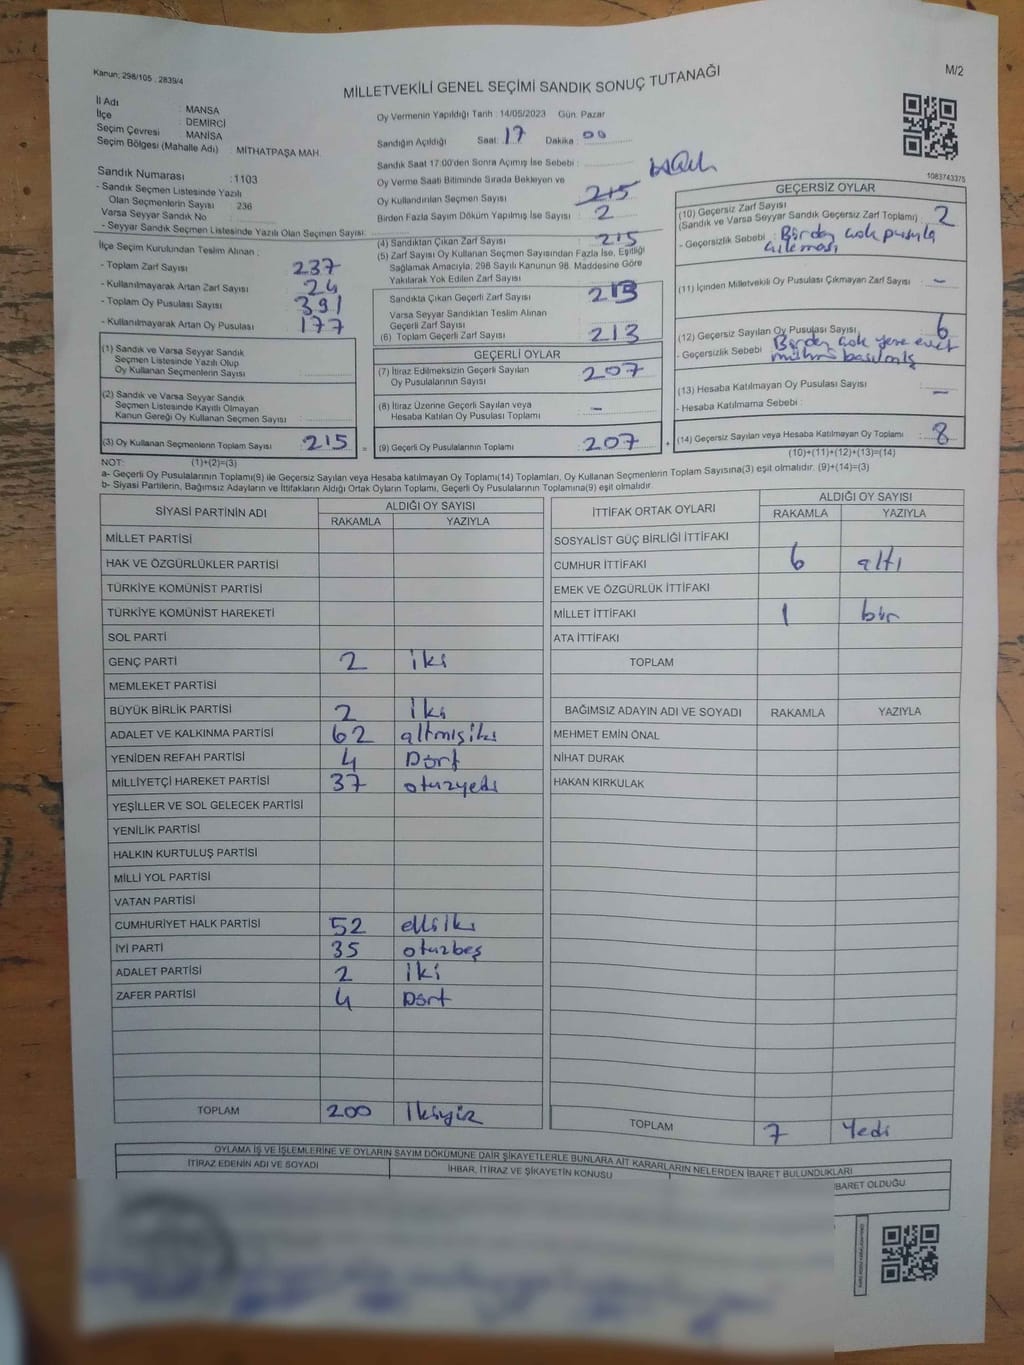 Kanun; 298/105 , 2839/4
M/2
MİLLETVEKİLİ GENEL SEÇİMİ SANDIK SONUÇ TUTANAĞI
İl Adı : MANİSA
İlçe : DEMİRCİ
Seçim Çevresi : MANİSA
Seçim Bölgesi (Mahalle Adı) : MİTHATPAŞA MAH.
Sandık Numarası : 1103
- Sandık Seçmen Listesinde Yazılı
Olan Seçmenlerin Sayısı : 236
Varsa Seyyar Sandık No
- Seyyar Sandık Seçmen Listesinde Yazılı Olan Seçmen Sayısı:
Oy Vermenin Yapıldığı Tarih : 14/05/2023 Gün: Pazar
Sandığın Açıldığı Saat: 17 Dakika: 00
Sandık Saat 17:00'den Sonra Açımış İse Sebebi :
Oy Verme Saati Bitiminde Sırada Bekleyen ve
Oy Kullandırılan Seçmen Sayısı 215
Birden Fazla Sayım Döküm Yapılmış İse Sayısı : 2
1083743375
İlçe Seçim Kurulundan Teslim Alınan :
- Toplam Zarf Sayısı 237
- Kullanılmayarak Artan Zarf Sayısı 24
- Toplam Oy Pusulası Sayısı 391
- Kullanılmayarak Artan Oy Pusulası 177
(4) Sandıktan Çıkan Zarf Sayısı : 215
(5) Zarf Sayısı Oy Kullanan Seçmen Sayısından Fazla İse, Eşitliği
Sağlamak Amacıyla, 298 Sayılı Kanunun 98. Maddesine Göre
Yakılarak Yok Edilen Zarf Sayısı
Sandıkta Çıkan Geçerli Zarf Sayısı 213
Varsa Seyyar Sandıktan Teslim Alınan
Geçerli Zarf Sayısı
(6) Toplam Geçerli Zarf Sayısı 213
GEÇERSİZ OYLAR
(10) Geçersiz Zarf Sayısı
(Sandık ve Varsa Seyyar Sandık Geçersiz Zarf Toplamı) : 2
- Geçersizlik Sebebi : Birden çok pusula
(11) İçinden Milletvekili Oy Pusulası Çıkmayan Zarf Sayısı -
(12) Geçersiz Sayılan Oy Pusulası Sayısı 6
- Geçersizlik Sebebi Birden çok yere evet
mührü basılmış
(13) Hesaba Katılmayan Oy Pusulası Sayısı -
- Hesaba Katılmama Sebebi :
(14) Geçersiz Sayılan veya Hesaba Katılmayan Oy Toplamı 8
(10)+(11)+(12)+(13)=(14)
(1) Sandık ve Varsa Seyyar Sandık
Seçmen Listesinde Yazılı Olup
Oy Kullanan Seçmenlerin Sayısı
(2) Sandık ve Varsa Seyyar Sandık
Seçmen Listesinde Kayıtlı Olmayan
Kanun Gereği Oy Kullanan Seçmen Sayısı
(3) Oy Kullanan Seçmenlerin Toplam Sayısı 215 =
(1)+(2)=(3)
GEÇERLİ OYLAR
(7) İtiraz Edilmeksizin Geçerli Sayılan
Oy Pusulalarının Sayısı 207
(8) İtiraz Üzerine Geçerli Sayılan veya
Hesaba Katılan Oy Pusulası Toplamı -
(9) Geçerli Oy Pusulalarının Toplamı 207 +
NOT:
a- Geçerli Oy Pusulaları Toplamı(9) ile Geçersiz Sayılan veya Hesaba katılmayan Oy Toplamı(14) Toplamları, Oy Kullanan Seçmenlerin Toplam Sayısına(3) eşit olmalıdır. (9)+(14)=(3)
b- Siyasi Partilerin, Bağımsız Adayların ve İttifakların Aldığı Ortak Oyların Toplamı, Geçerli Oy Pusulalarının Toplamına(9) eşit olmalıdır.
SİYASİ PARTİNİN ADI ALDIĞI OY SAYISI
RAKAMLA YAZIYLA
MİLLET PARTİSİ
HAK VE ÖZGÜRLÜKLER PARTİSİ
TÜRKİYE KOMÜNİST PARTİSİ
TÜRKİYE KOMÜNİST HAREKETİ
SOL PARTİ
GENÇ PARTİ 2 iki
MEMLEKET PARTİSİ
BÜYÜK BİRLİK PARTİSİ 2 iki
ADALET VE KALKINMA PARTİSİ 62 altmışiki
YENİDEN REFAH PARTİSİ 4 Dört
MİLLİYETÇİ HAREKET PARTİSİ 37 otuzyedi
YEŞİLLER VE SOL GELECEK PARTİSİ
YENİLİK PARTİSİ
HALKIN KURTULUŞ PARTİSİ
MİLLİ YOL PARTİSİ
VATAN PARTİSİ
CUMHURİYET HALK PARTİSİ 52 elliiki
İYİ PARTİ 35 otuzbeş
ADALET PARTİSİ 2 iki
ZAFER PARTİSİ 4 Dört
TOPLAM 200 ikiyüz
İTTİFAK ORTAK OYLARI ALDIĞI OY SAYISI
RAKAMLA YAZIYLA
SOSYALİST GÜÇ BİRLİĞİ İTTİFAKI
CUMHUR İTTİFAKI 6 altı
EMEK VE ÖZGÜRLÜK İTTİFAKI
MİLLET İTTİFAKI 1 bir
ATA İTTİFAKI
TOPLAM
BAĞIMSIZ ADAYIN ADI VE SOYADI RAKAMLA YAZIYLA
MEHMET EMİN ÖNAL
NİHAT DURAK
HAKAN KIRKULAK
TOPLAM 7 Yedi
OYLAMA İŞ VE İŞLEMLERİNE VE OYLARIN SAYIM DÖKÜMÜNE DAİR ŞİKAYETLERLE BUNLARA AİT KARARLARIN NELERDEN İBARET BULUNDUKLARI
İTİRAZ EDENİN ADI VE SOYADI İHBAR, İTİRAZ VE ŞİKAYETİN KONUSU BARET OLDUĞU